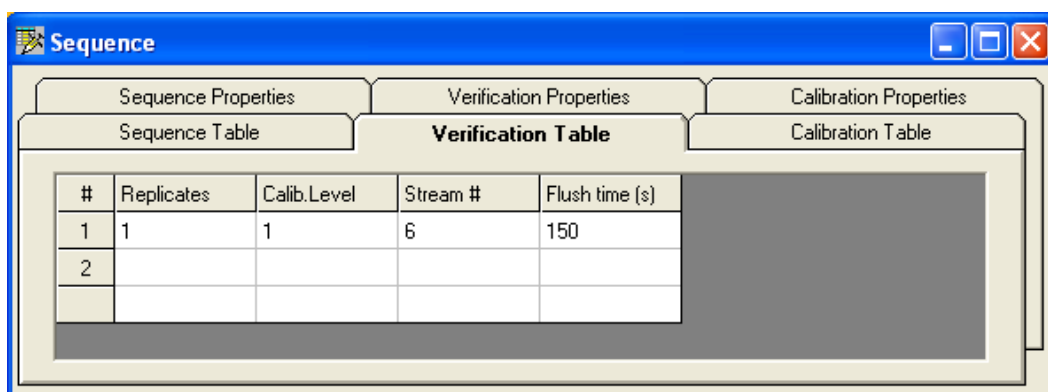 Sequence
Sequence Properties Verification Properties Calibration Properties
Sequence Table Verification Table Calibration Table
# Replicates Calib.Level Stream # Flush time (s)
1 1 1 6 150
2